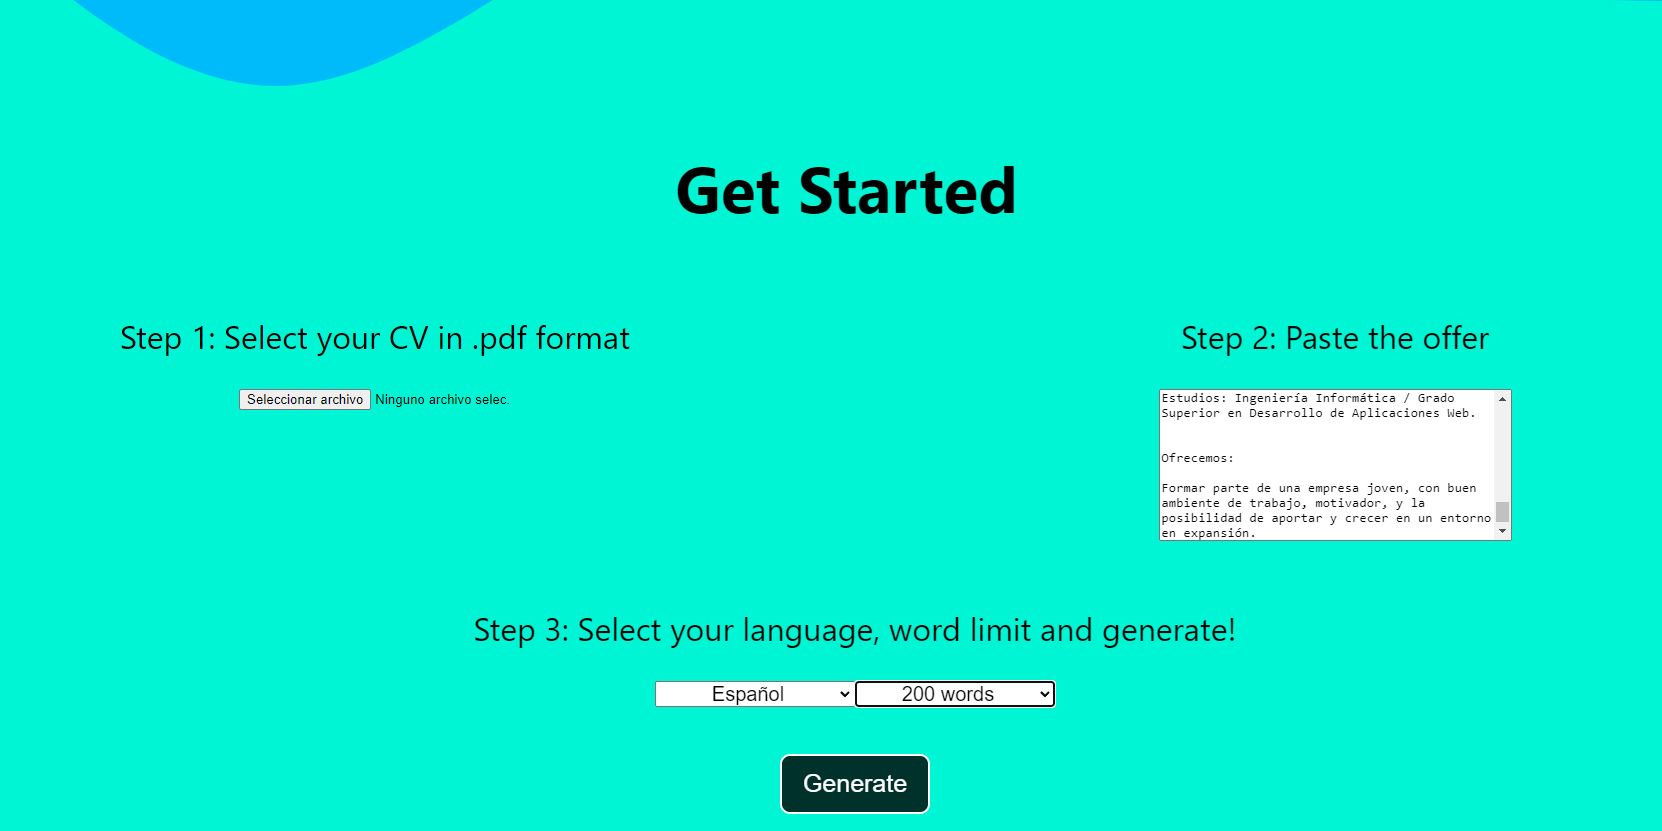 Get Started
Step 1: Select your CV in .pdf format
Seleccionar archivo Ninguno archivo selec.
Step 2: Paste the offer
Estudios: Ingeniería Informática / Grado
Superior en Desarrollo de Aplicaciones Web.
Ofrecemos:
Formar parte de una empresa joven, con buen
ambiente de trabajo, motivador, y la
posibilidad de aportar y crecer en un entorno
en expansión.
Step 3: Select your language, word limit and generate!
Español 200 words
Generate